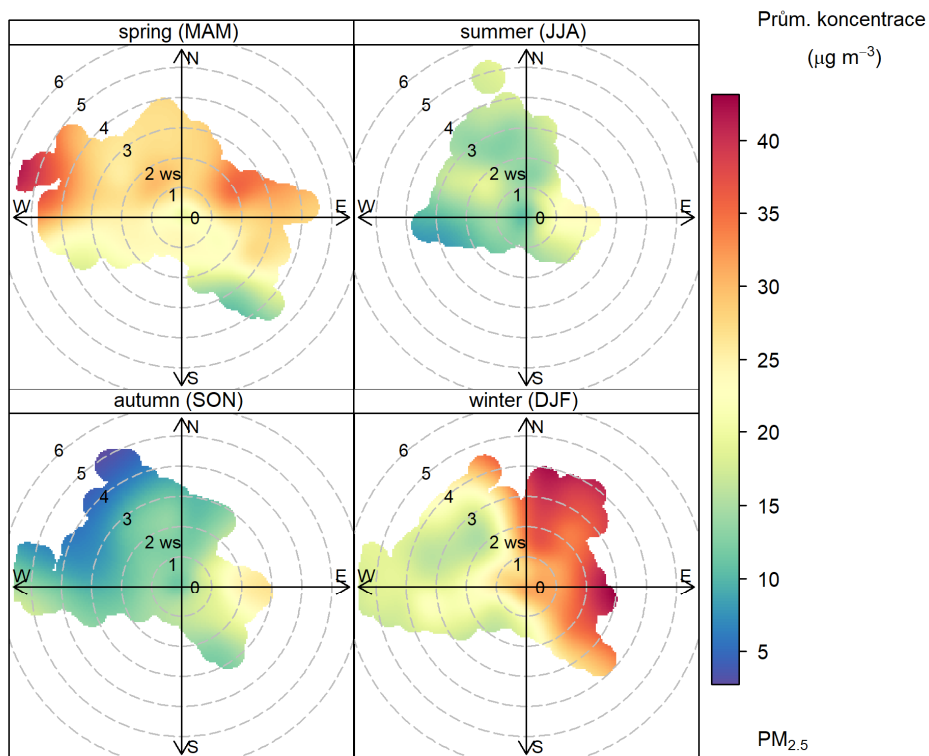 spring (MAM)
N
6
5
4
3
2 ws
1
0
W
E
S
summer (JJA)
N
6
5
4
3
2 ws
1
0
W
E
S
autumn (SON)
N
6
5
4
3
2 ws
1
0
W
E
S
winter (DJF)
N
6
5
4
3
2 ws
1
0
W
E
S
Prům. koncentrace
(μg m⁻³)
40
35
30
25
20
15
10
5
PM₂.₅